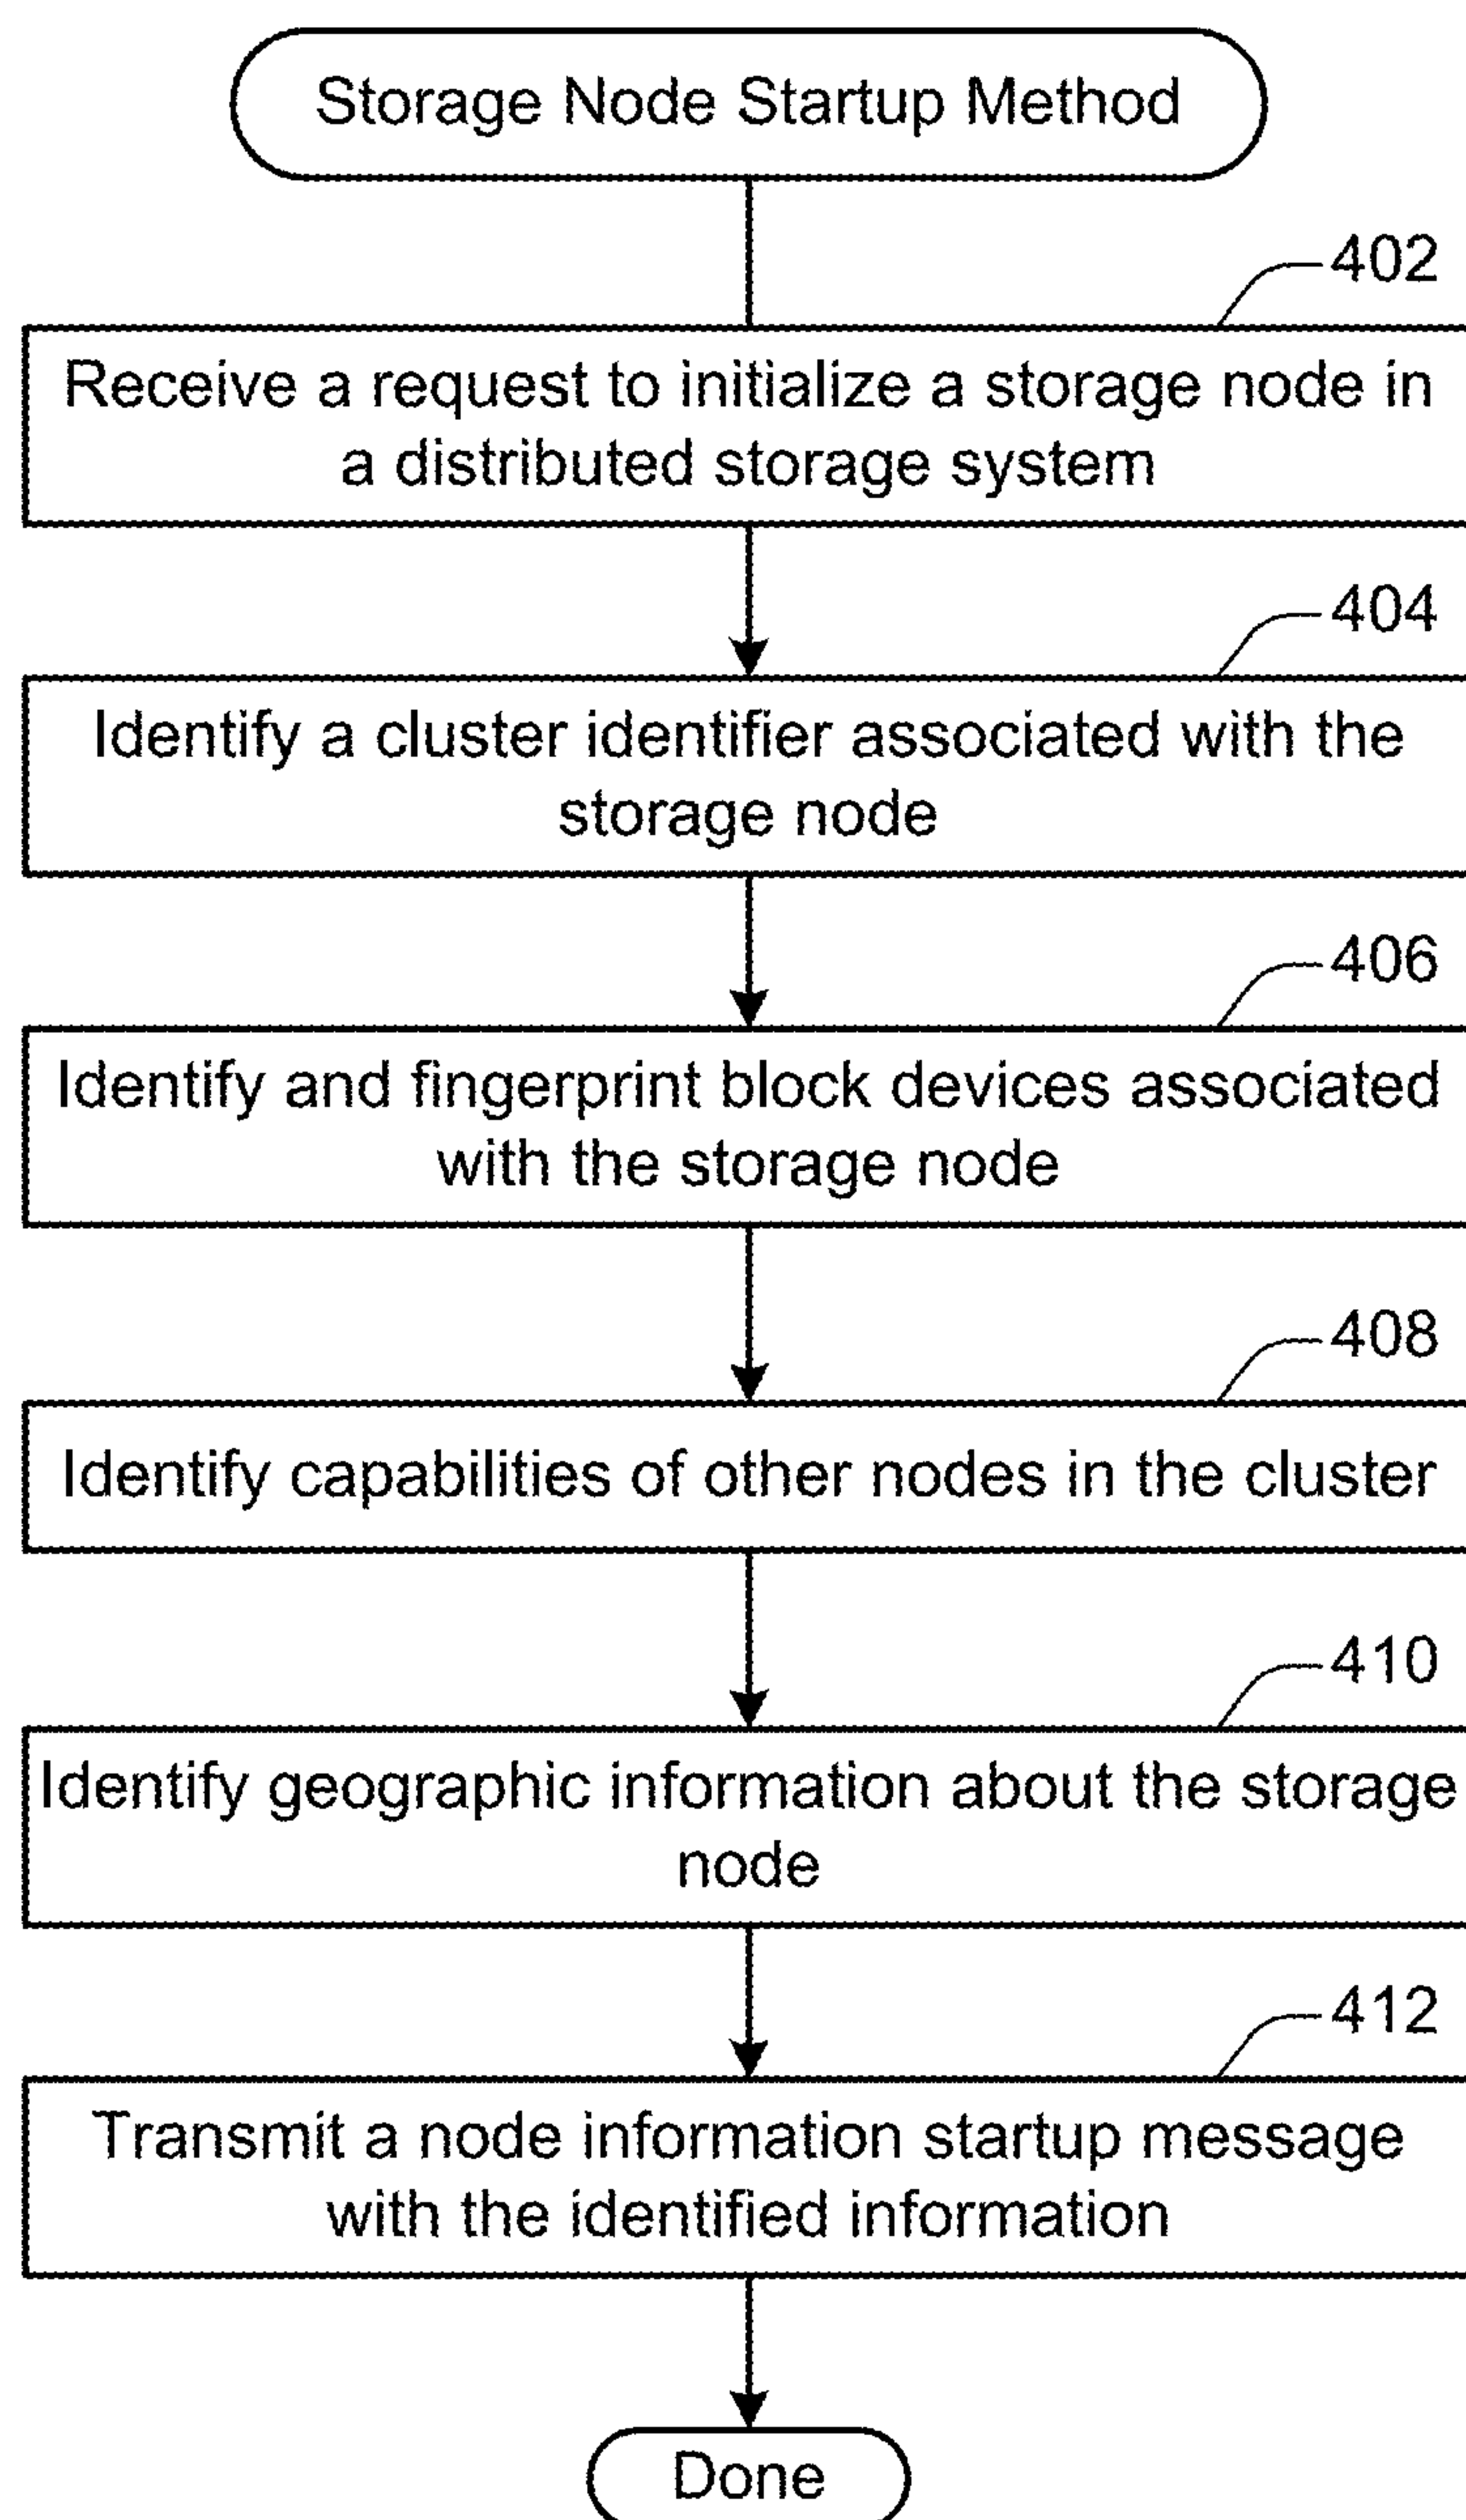 Storage Node Startup Method
402
Receive a request to initialize a storage node in
a distributed storage system
404
Identify a cluster identifier associated with the
storage node
406
Identify and fingerprint block devices associated
with the storage node
408
Identify capabilities of other nodes in the cluster
410
Identify geographic information about the storage
node
412
Transmit a node information startup message
with the identified information
Done